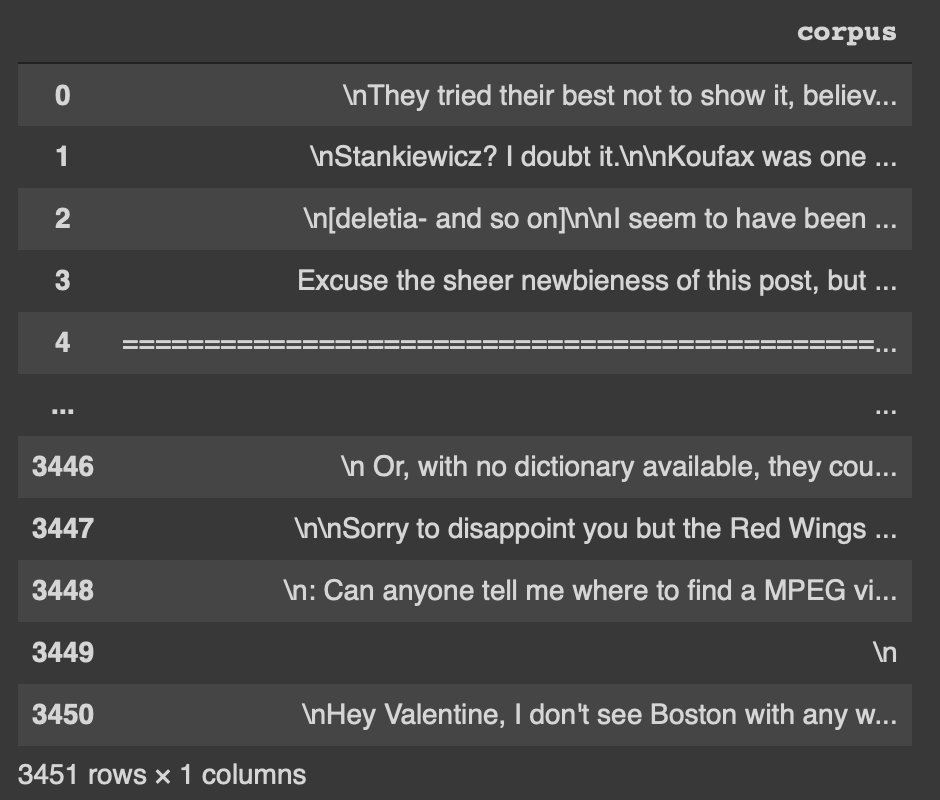 corpus
0 \nThey tried their best not to show it, believ...
1 \nStankiewicz? I doubt it.\n\nKoufax was one ...
2 \n[deletia- and so on]\n\nI seem to have been ...
3 Excuse the sheer newbieness of this post, but ...
4 ==============================================...
... ...
3446 \n Or, with no dictionary available, they cou...
3447 \n\nSorry to disappoint you but the Red Wings ...
3448 \n: Can anyone tell me where to find a MPEG vi...
3449 \n
3450 \nHey Valentine, I don't see Boston with any w...
3451 rows × 1 columns